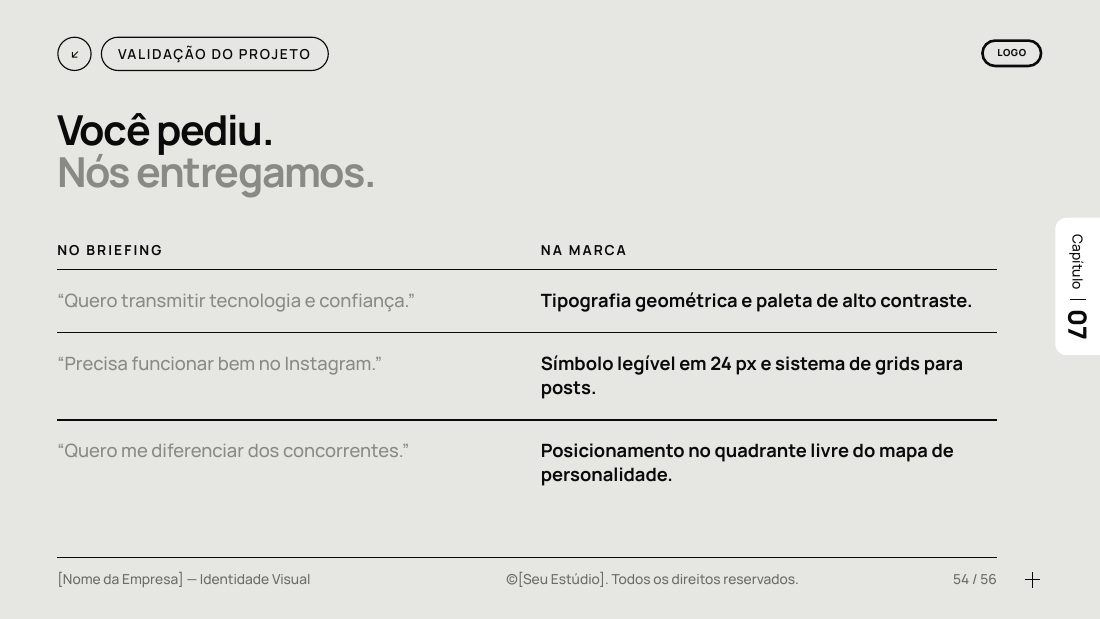 VALIDAÇÃO DO PROJETO
LOGO
Você pediu.
Nós entregamos.
NO BRIEFING
NA MARCA
“Quero transmitir tecnologia e confiança.”
Tipografia geométrica e paleta de alto contraste.
“Precisa funcionar bem no Instagram.”
Símbolo legível em 24 px e sistema de grids para
posts.
“Quero me diferenciar dos concorrentes.”
Posicionamento no quadrante livre do mapa de
personalidade.
Capítulo | 07
[Nome da Empresa] — Identidade Visual
©[Seu Estúdio]. Todos os direitos reservados.
54 / 56